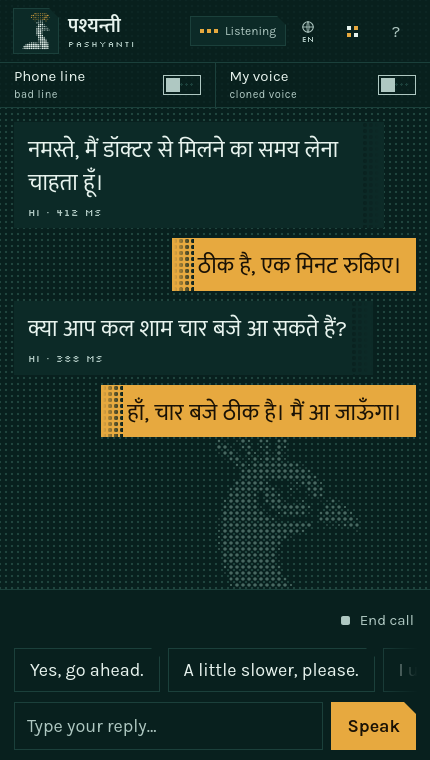 पश्यन्ती
PASHYANTI
Listening
EN
?
Phone line
bad line
My voice
cloned voice
नमस्ते, मैं डॉक्टर से मिलने का समय लेना
चाहता हूँ।
HI · 412 MS
ठीक है, एक मिनट रुकिए।
क्या आप कल शाम चार बजे आ सकते हैं?
HI · 388 MS
हाँ, चार बजे ठीक है। मैं आ जाऊँगा।
End call
Yes, go ahead.
A little slower, please.
I
Type your reply...
Speak